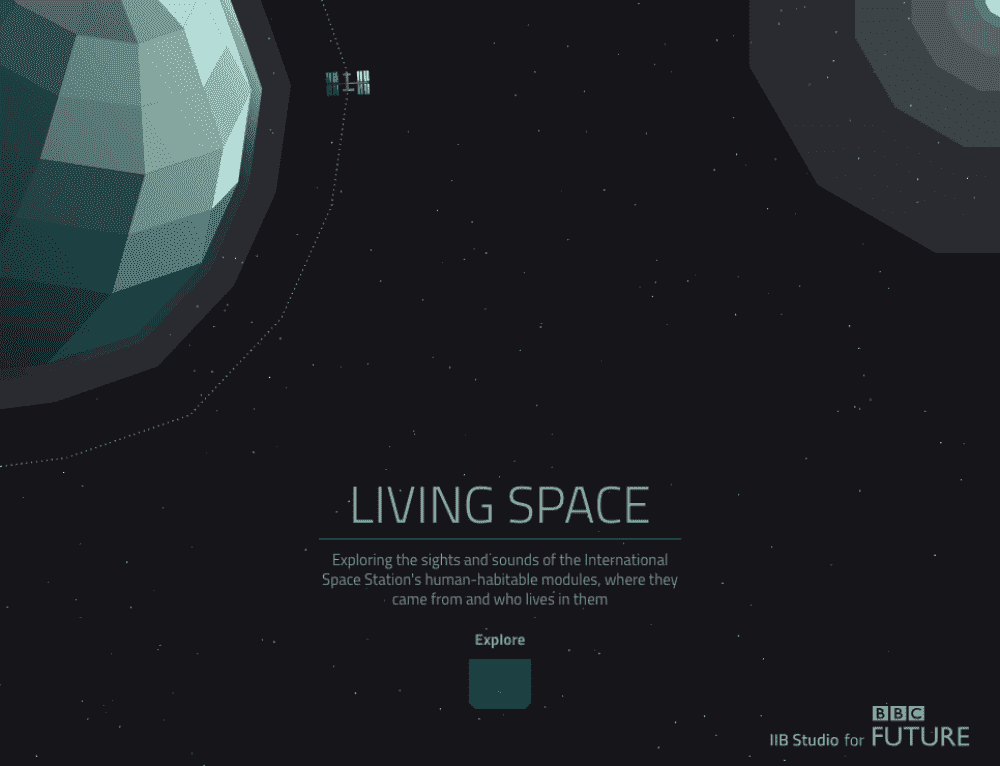 LIVING SPACE
Exploring the sights and sounds of the International
Space Station's human-habitable modules, where they
came from and who lives in them
Explore
BBC
IIB Studio for FUTURE